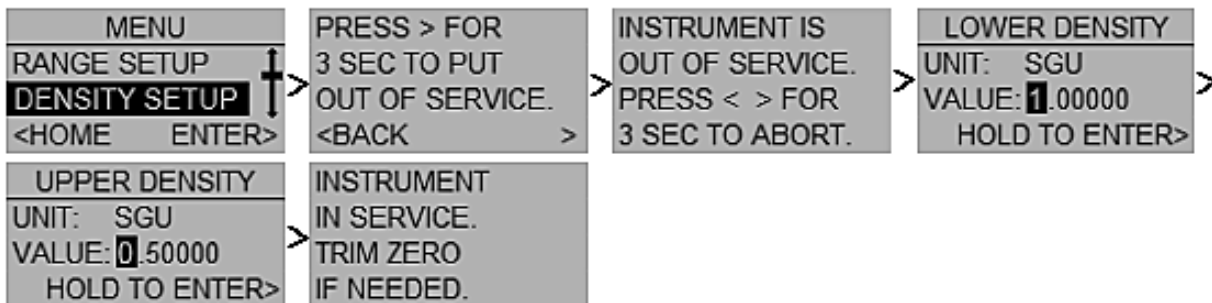 MENU
RANGE SETUP
DENSITY SETUP
<HOME ENTER>
>
PRESS > FOR
3 SEC TO PUT
OUT OF SERVICE.
<BACK >
>
INSTRUMENT IS
OUT OF SERVICE.
PRESS < > FOR
3 SEC TO ABORT.
>
LOWER DENSITY
UNIT: SGU
VALUE: 1.00000
HOLD TO ENTER>
>
UPPER DENSITY
UNIT: SGU
VALUE: 0.50000
HOLD TO ENTER>
>
INSTRUMENT
IN SERVICE.
TRIM ZERO
IF NEEDED.